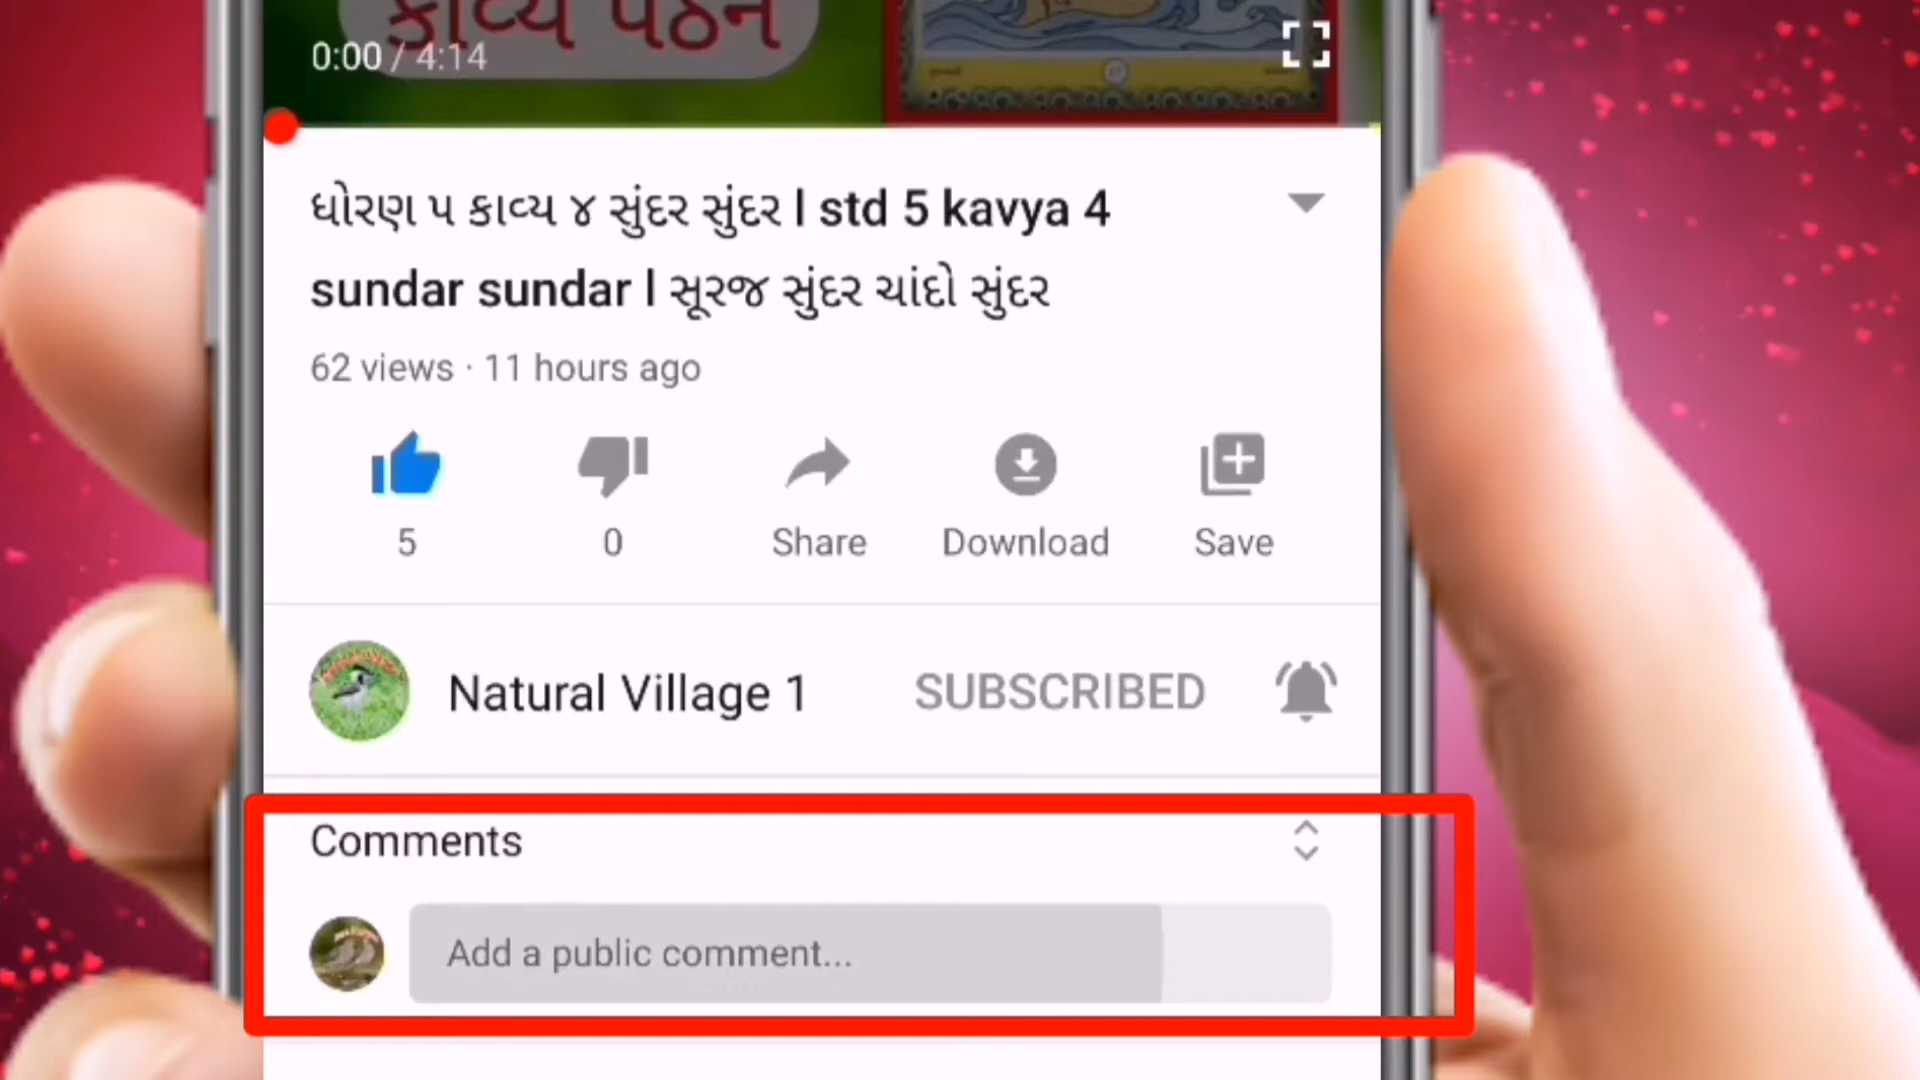 કાવ્ય પઠન
0:00 / 4:14
ધોરણ ૫ કાવ્ય ૪ સુંદર સુંદર l std 5 kavya 4
sundar sundar l સૂરજ સુંદર ચાંદો સુંદર
62 views · 11 hours ago
5
0
Share
Download
Save
Natural Village 1
SUBSCRIBED
Comments
Add a public comment...